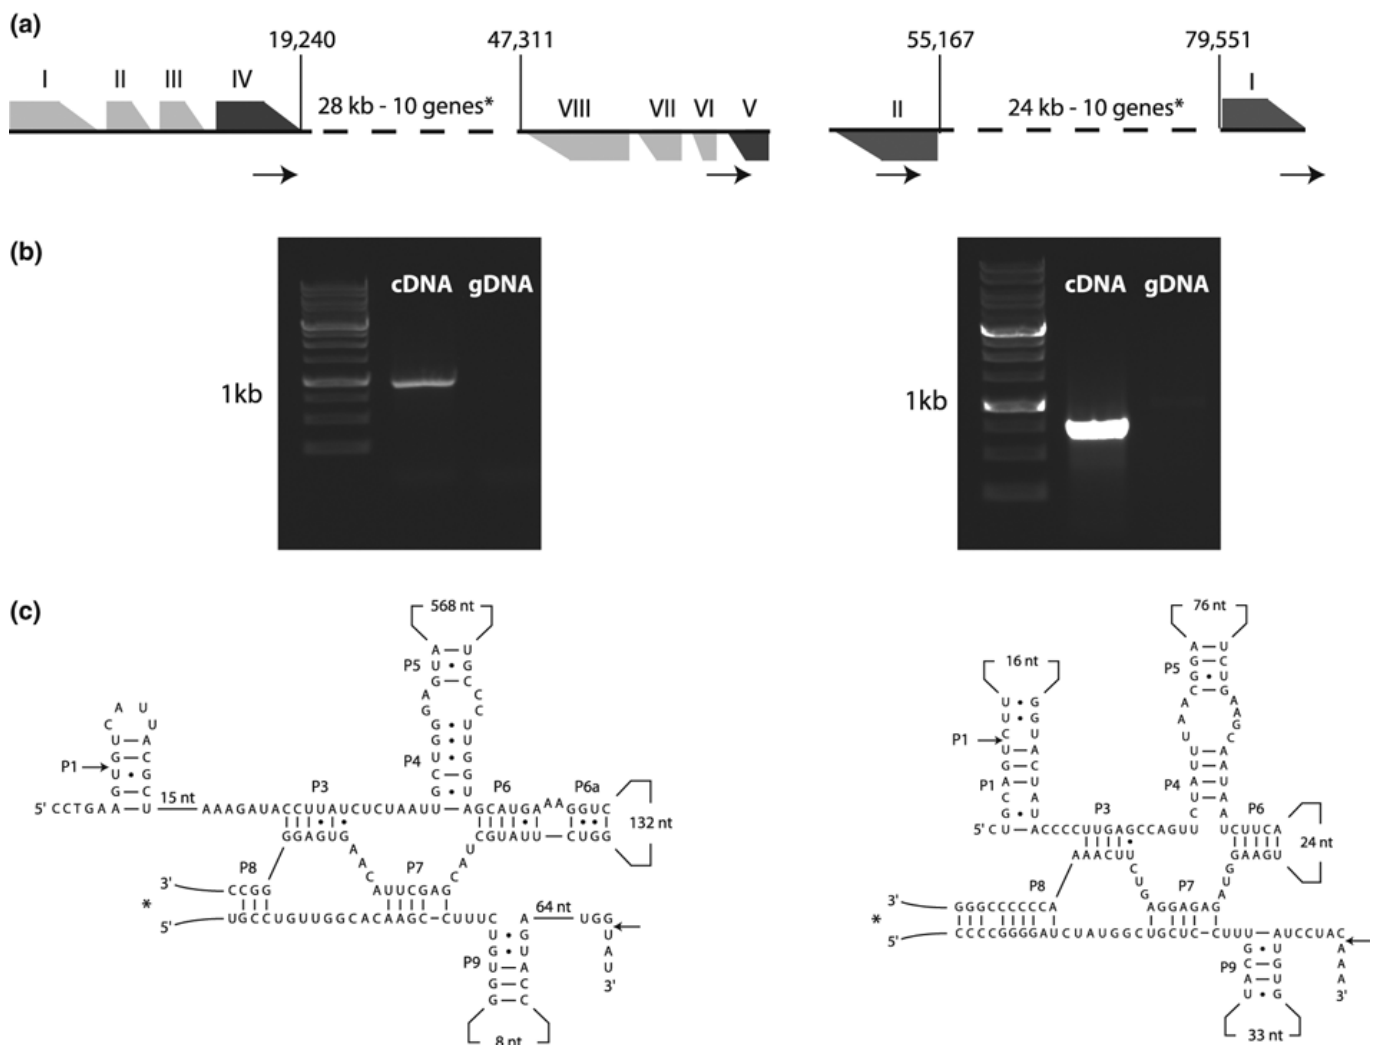 (a)
19,240
47,311
55,167
79,551
I
II
III
IV
28 kb - 10 genes*
VIII
VII
VI
V
II
24 kb - 10 genes*
I
(b)
cDNA gDNA
1kb
cDNA gDNA
1kb
(c)
568 nt
P5
P4
P1
5' CCTGAA
15 nt
AAAGAUACCUUAUCUCUAAUU
P3
P6
P6a
AGCAUGA
AA
GGUC
132 nt
GGAGUG
CGUAUU
CUGG
P8
P7
3'
CCGG
AUUCGAG
*
5'
UGCCUGUUGGCACAAGC
CUUUC
A
64 nt
UGG
P9
3'
8 nt
76 nt
P5
16 nt
P1
P1
P4
5' CU
ACCCCUUGAGCCAGUU
P3
P6
UCUUCA
24 nt
AAACUU
GAAGU
P8
P7
3'
GGGCCCCCCA
AGGAGAG
*
5'
CCCCGGGGAUCUAUGGCUGCUC
CUUU
AUCCUAC
P9
3'
33 nt